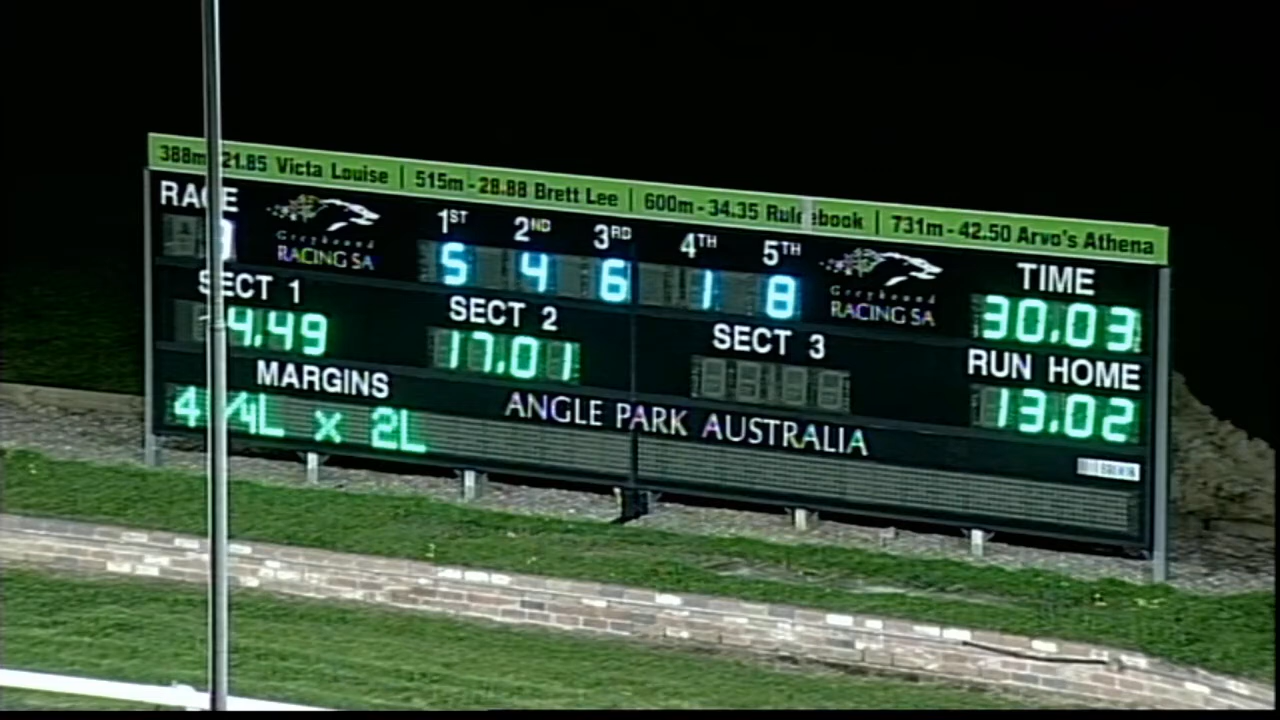 388m 21.85 Victa Louise | 515m - 28.88 Brett Lee | 600m - 34.35 Rulebook | 731m - 42.50 Arvo's Athena
RACE
Greyhound
RACING SA
1ST 2ND 3RD 4TH 5TH
5 4 6 1 8
Greyhound
RACING SA
TIME
30.03
SECT 1
4.49
SECT 2
17.01
SECT 3
RUN HOME
13.02
MARGINS
4 1/4L x 2L
ANGLE PARK AUSTRALIA